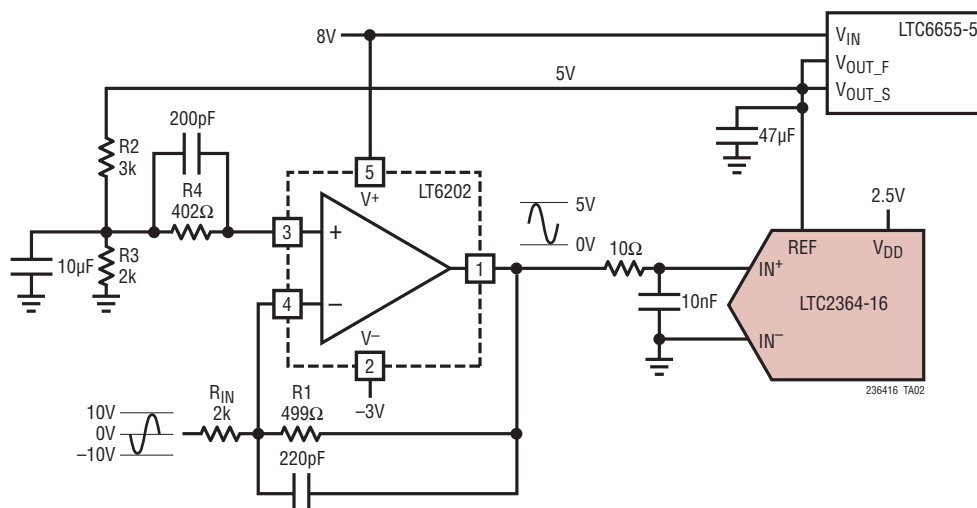 8V
V_IN
LTC6655-5
V_OUT_F
V_OUT_S
5V
200pF
47µF
R2
3k
R4
402Ω
5
V+
LT6202
2.5V
5V
0V
REF
V_DD
3
+
10Ω
IN+
10µF
R3
2k
1
4
–
10nF
LTC2364-16
V–
IN–
2
236416 TA02
–3V
R_IN
2k
R1
499Ω
10V
0V
–10V
220pF